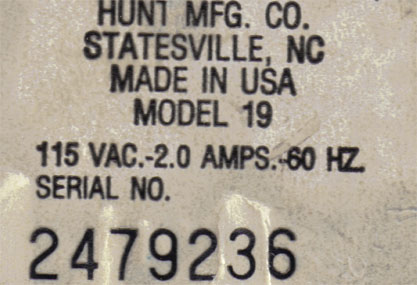 HUNT MFG. CO.
STATESVILLE, NC
MADE IN USA
MODEL 19
115 VAC.-2.0 AMPS.-60 HZ.
SERIAL NO.
2479236